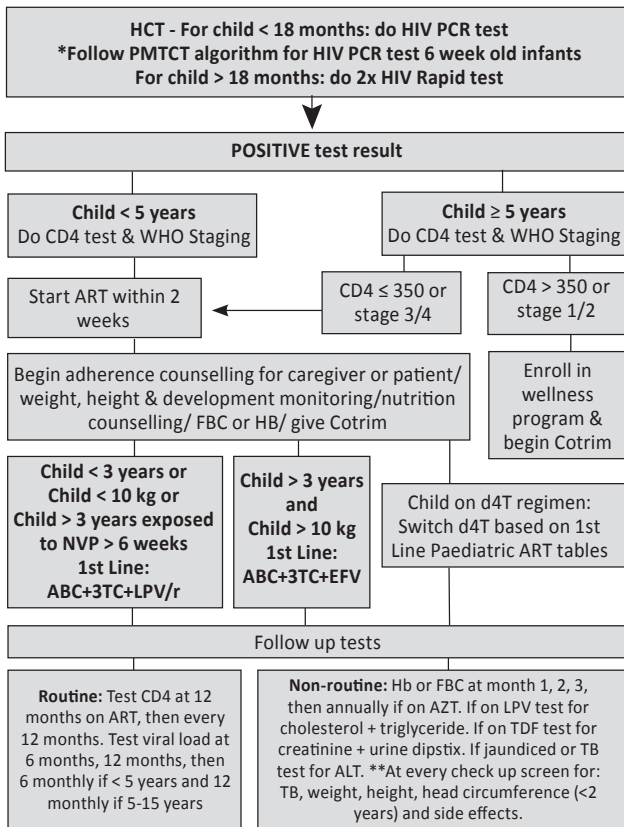 HCT - For child < 18 months: do HIV PCR test
*Follow PMTCT algorithm for HIV PCR test 6 week old infants
For child > 18 months: do 2x HIV Rapid test
POSITIVE test result
Child < 5 years
Do CD4 test & WHO Staging
Child ≥ 5 years
Do CD4 test & WHO Staging
Start ART within 2
weeks
CD4 ≤ 350 or
stage 3/4
CD4 > 350 or
stage 1/2
Begin adherence counselling for caregiver or patient/
weight, height & development monitoring/nutrition
counselling/ FBC or HB/ give Cotrim
Enroll in
wellness
program &
begin Cotrim
Child < 3 years or
Child < 10 kg or
Child > 3 years exposed
to NVP > 6 weeks
1st Line:
ABC+3TC+LPV/r
Child > 3 years
and
Child > 10 kg
1st Line:
ABC+3TC+EFV
Child on d4T regimen:
Switch d4T based on 1st
Line Paediatric ART tables
Follow up tests
Routine: Test CD4 at 12
months on ART, then every
12 months. Test viral load at
6 months, 12 months, then
6 monthly if < 5 years and 12
monthly if 5-15 years
Non-routine: Hb or FBC at month 1, 2, 3,
then annually if on AZT. If on LPV test for
cholesterol + triglyceride. If on TDF test for
creatinine + urine dipstix. If jaundiced or TB
test for ALT. **At every check up screen for:
TB, weight, height, head circumference (<2
years) and side effects.